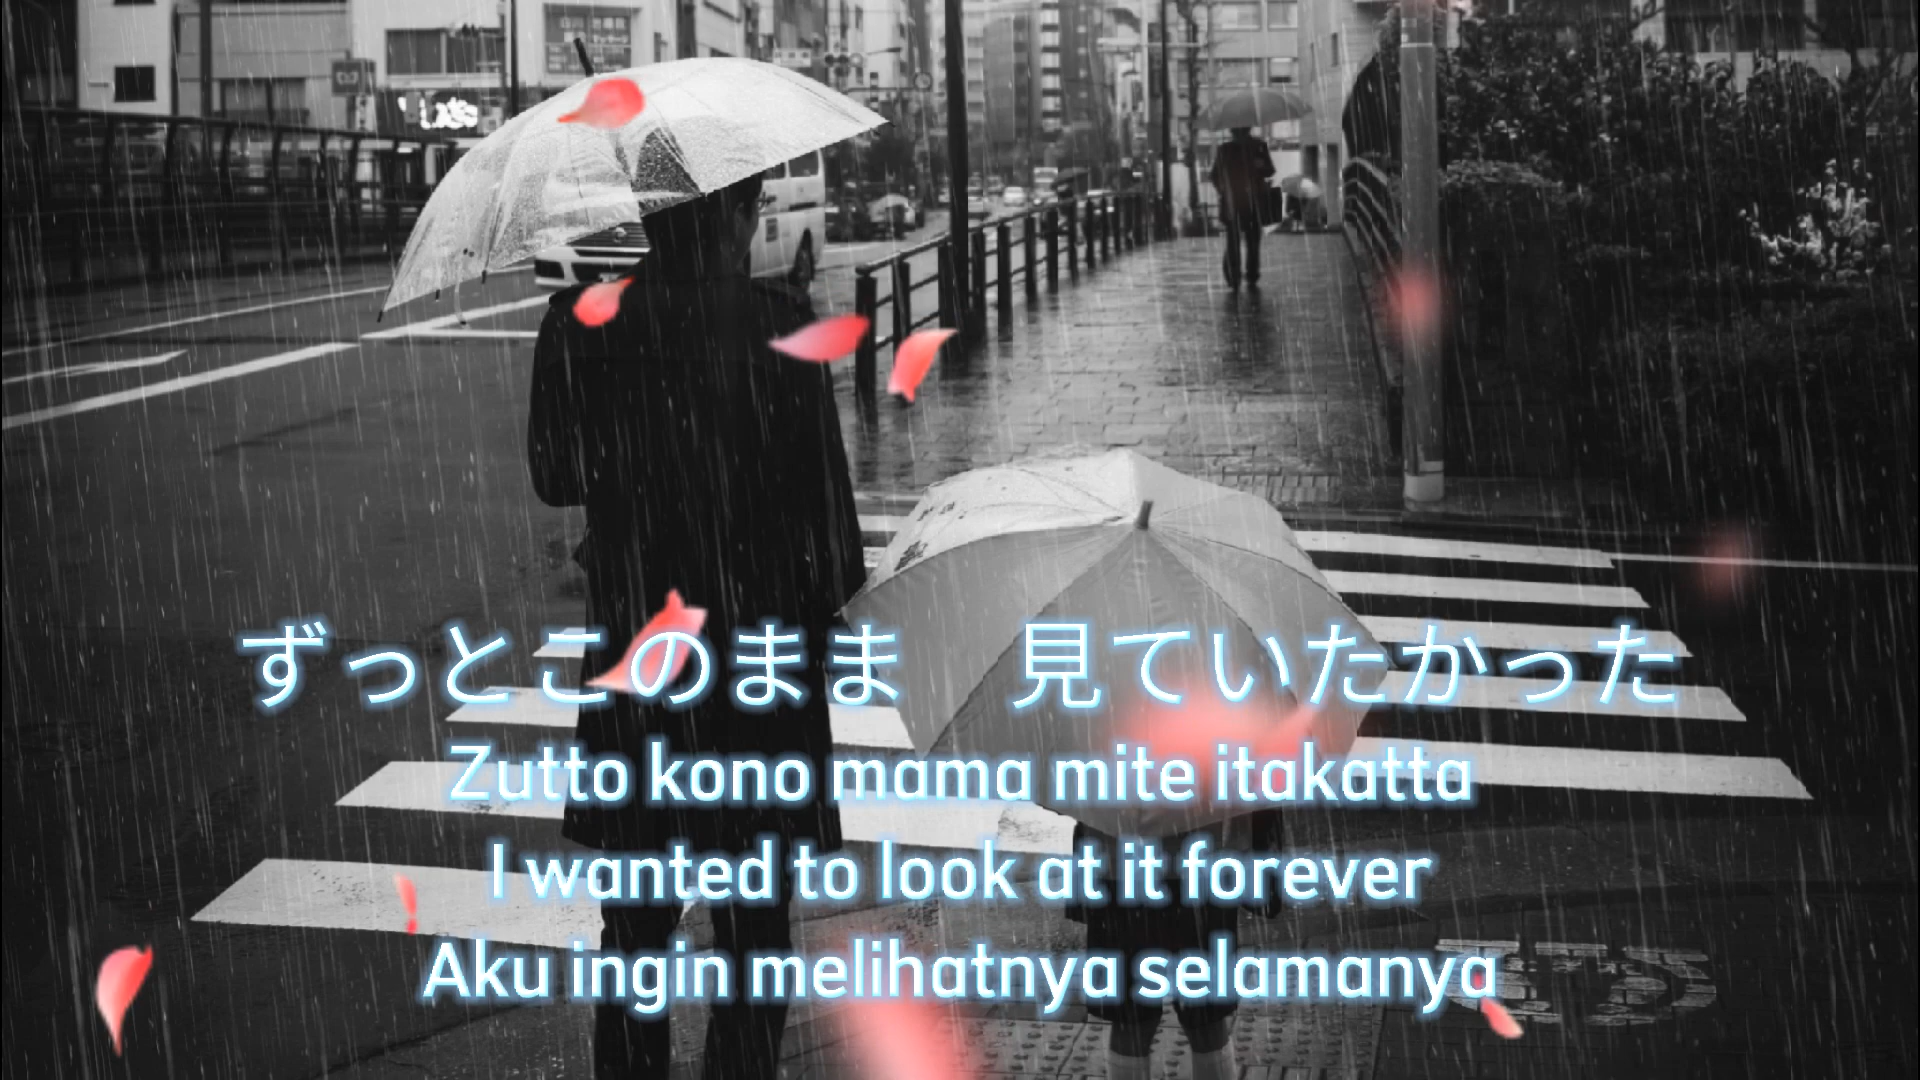 ずっとこのまま　見ていたかった
Zutto kono mama mite itakatta
I wanted to look at it forever
Aku ingin melihatnya selamanya